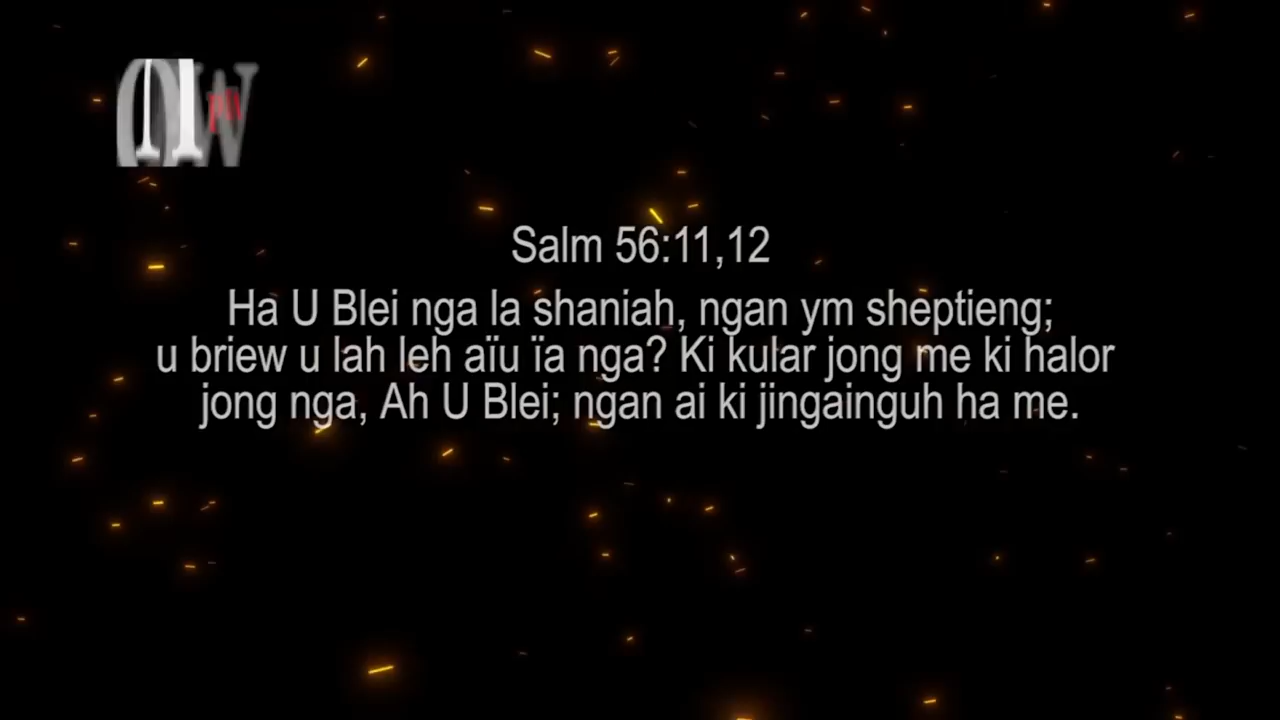 Salm 56:11,12
Ha U Blei nga la shaniah, ngan ym sheptieng;
u briew u lah leh aïu ïa nga? Ki kular jong me ki halor
jong nga, Ah U Blei; ngan ai ki jingainguh ha me.